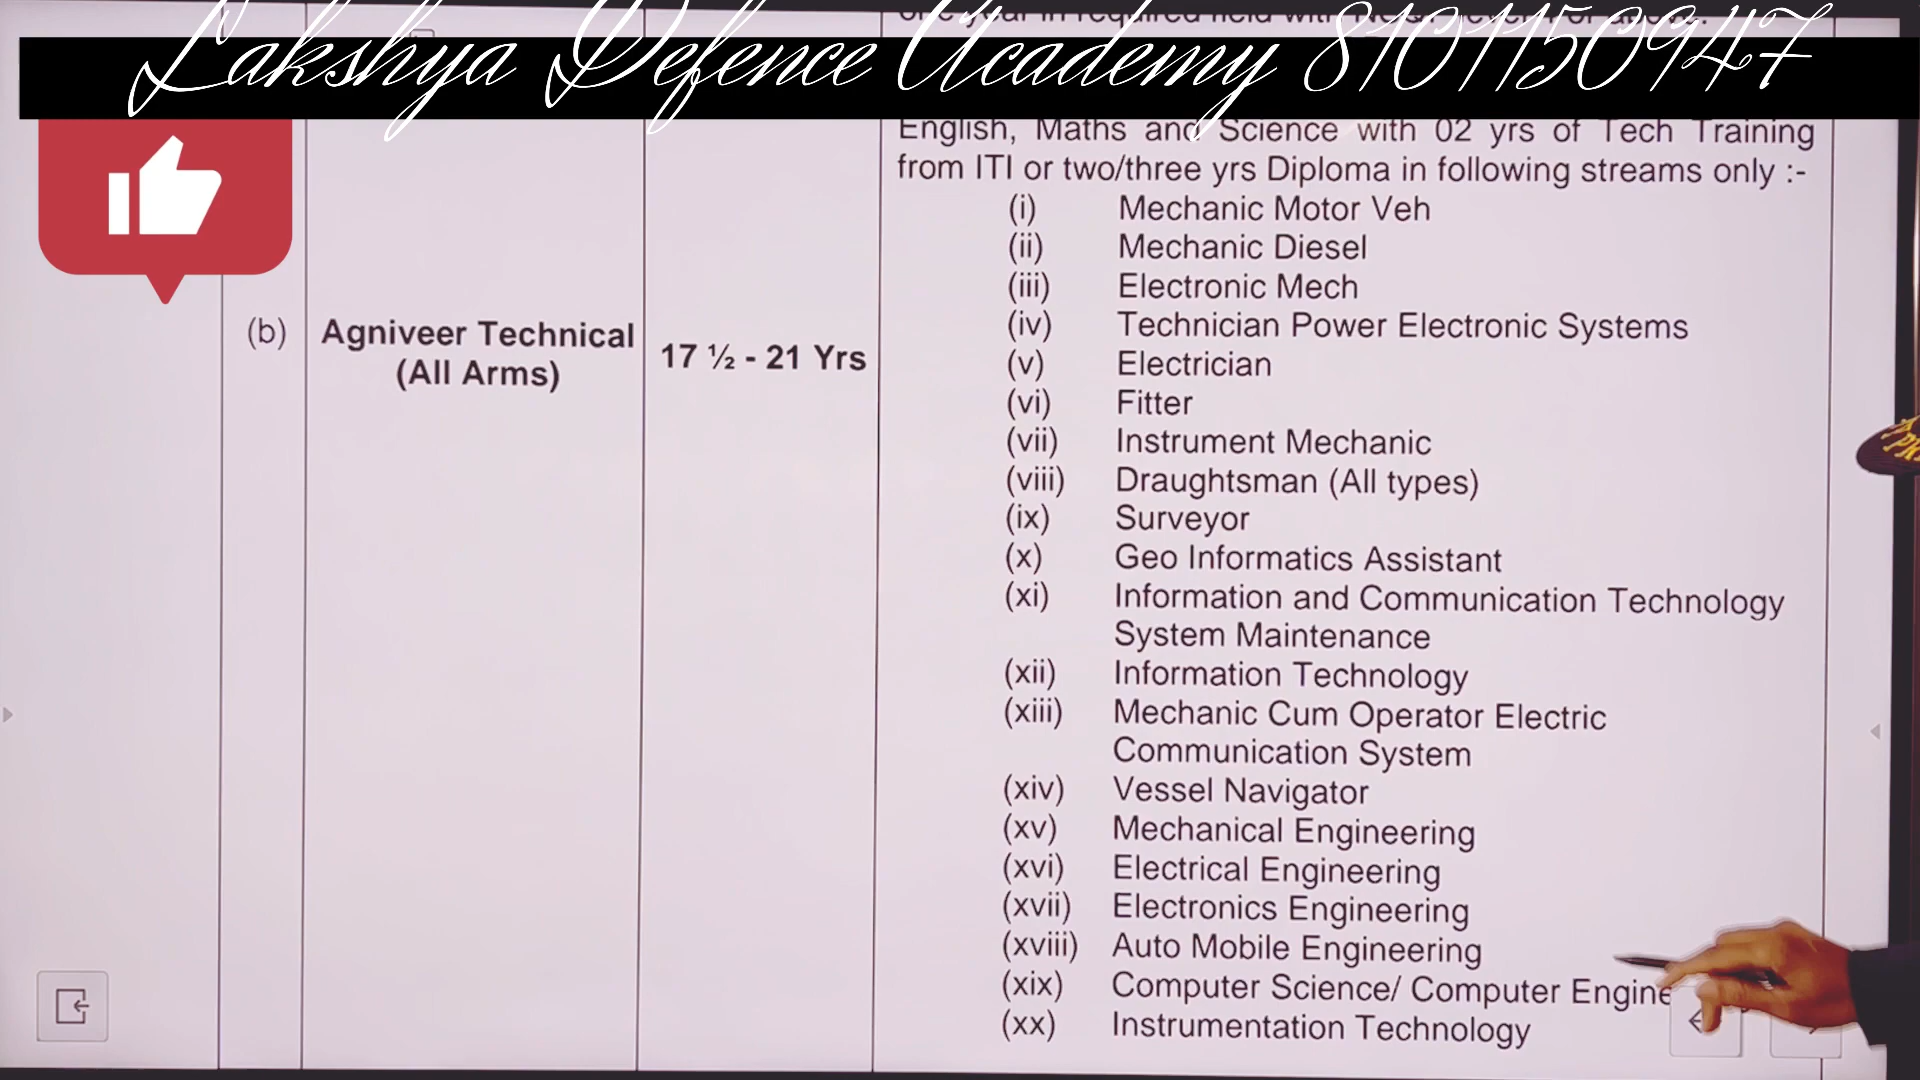 Lakshya Defence Academy 8101150947
English, Maths and Science with 02 yrs of Tech Training
from ITI or two/three yrs Diploma in following streams only :-
(i) Mechanic Motor Veh
(ii) Mechanic Diesel
(iii) Electronic Mech
(b) Agniveer Technical
(All Arms)
17 ½ - 21 Yrs
(iv) Technician Power Electronic Systems
(v) Electrician
(vi) Fitter
(vii) Instrument Mechanic
(viii) Draughtsman (All types)
(ix) Surveyor
(x) Geo Informatics Assistant
(xi) Information and Communication Technology
System Maintenance
(xii) Information Technology
(xiii) Mechanic Cum Operator Electric
Communication System
(xiv) Vessel Navigator
(xv) Mechanical Engineering
(xvi) Electrical Engineering
(xvii) Electronics Engineering
(xviii) Auto Mobile Engineering
(xix) Computer Science/ Computer Engine
(xx) Instrumentation Technology